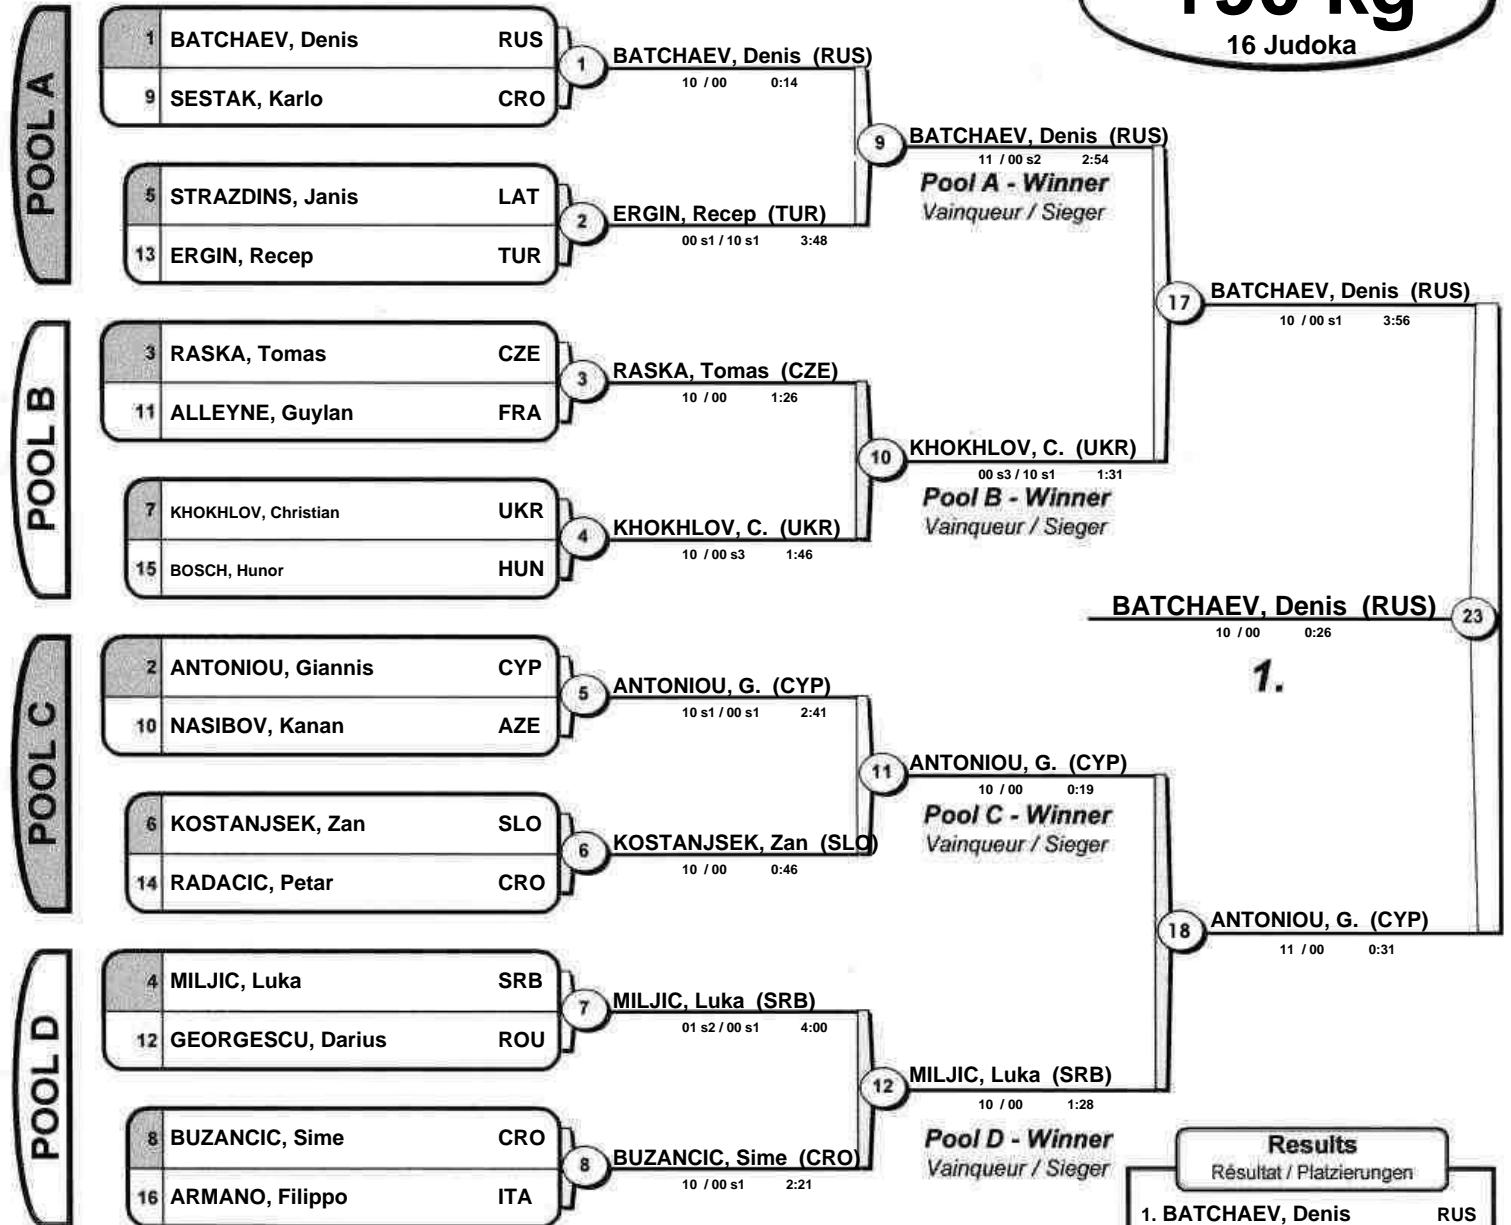 +90 kg
16 Judoka
POOL A
1 BATCHAEV, Denis RUS
9 SESTAK, Karlo CRO
5 STRAZDINS, Janis LAT
13 ERGIN, Recep TUR
POOL B
3 RASKA, Tomas CZE
11 ALLEYNE, Guylan FRA
7 KHOKHLOV, Christian UKR
15 BOSCH, Hunor HUN
POOL C
2 ANTONIOU, Giannis CYP
10 NASIBOV, Kanan AZE
6 KOSTANJSEK, Zan SLO
14 RADACIC, Petar CRO
POOL D
4 MILJIC, Luka SRB
12 GEORGESCU, Darius ROU
8 BUZANCIC, Sime CRO
16 ARMANO, Filippo ITA
1 BATCHAEV, Denis (RUS)
10 / 00 0:14
2 ERGIN, Recep (TUR)
00 s1 / 10 s1 3:48
3 RASKA, Tomas (CZE)
10 / 00 1:26
4 KHOKHLOV, C. (UKR)
10 / 00 s3 1:46
5 ANTONIOU, G. (CYP)
10 s1 / 00 s1 2:41
6 KOSTANJSEK, Zan (SLO)
10 / 00 0:46
7 MILJIC, Luka (SRB)
01 s2 / 00 s1 4:00
8 BUZANCIC, Sime (CRO)
10 / 00 s1 2:21
9 BATCHAEV, Denis (RUS)
11 / 00 s2 2:54
Pool A - Winner
Vainqueur / Sieger
10 KHOKHLOV, C. (UKR)
00 s3 / 10 s1 1:31
Pool B - Winner
Vainqueur / Sieger
11 ANTONIOU, G. (CYP)
10 / 00 0:19
Pool C - Winner
Vainqueur / Sieger
12 MILJIC, Luka (SRB)
10 / 00 1:28
Pool D - Winner
Vainqueur / Sieger
17 BATCHAEV, Denis (RUS)
10 / 00 s1 3:56
18 ANTONIOU, G. (CYP)
11 / 00 0:31
BATCHAEV, Denis (RUS) 23
10 / 00 0:26
1.
Results
Résultat / Platzierungen
1. BATCHAEV, Denis RUS